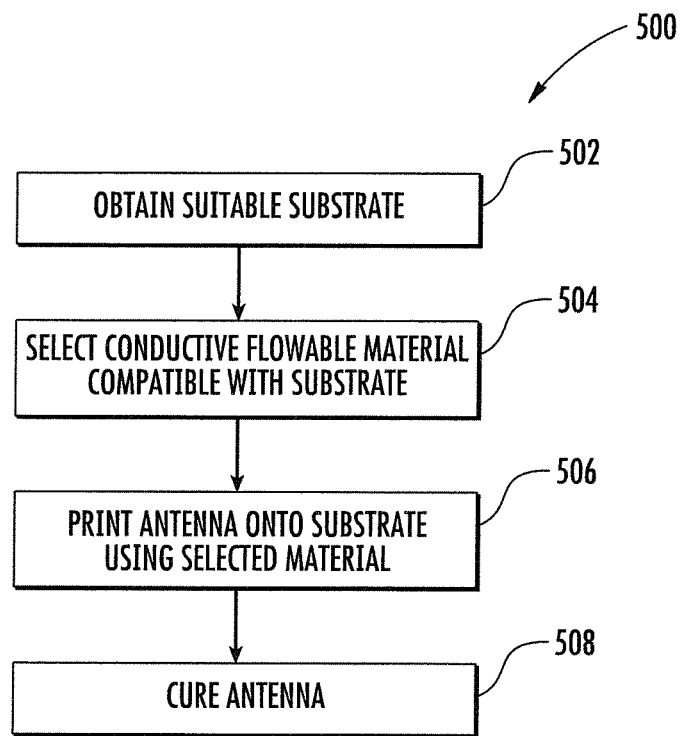 500
502
OBTAIN SUITABLE SUBSTRATE
504
SELECT CONDUCTIVE FLOWABLE MATERIAL
COMPATIBLE WITH SUBSTRATE
506
PRINT ANTENNA ONTO SUBSTRATE
USING SELECTED MATERIAL
508
CURE ANTENNA